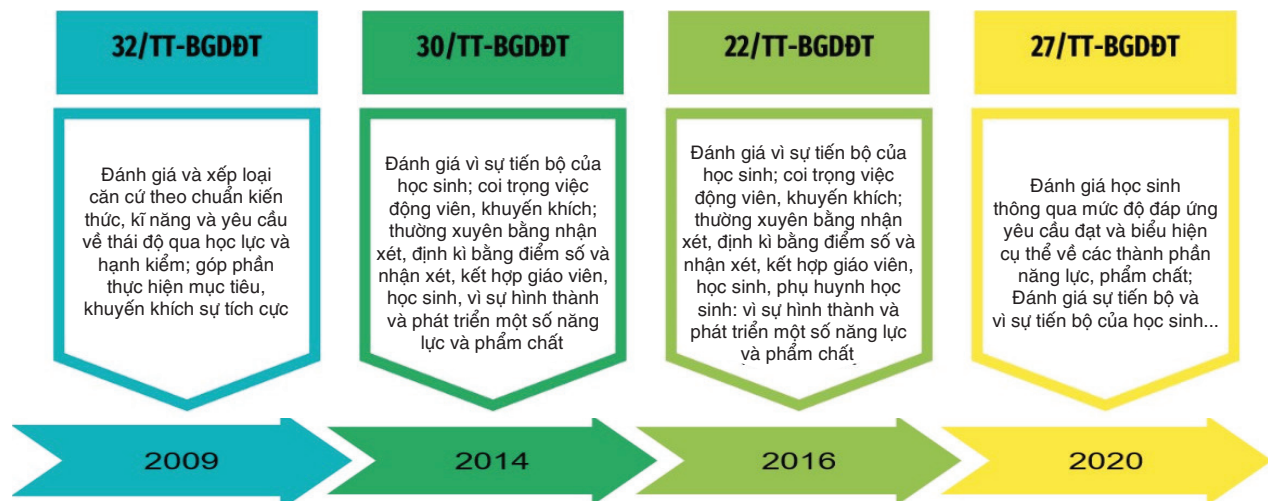 32/TT-BGDĐT
Đánh giá và xếp loại
căn cứ theo chuẩn kiến
thức, kĩ năng và yêu cầu
về thái độ qua học lực và
hạnh kiểm; góp phần
thực hiện mục tiêu,
khuyến khích sự tích cực
2009
30/TT-BGDĐT
Đánh giá vì sự tiến bộ của
học sinh; coi trọng việc
động viên, khuyến khích;
thường xuyên bằng nhận
xét, định kì bằng điểm số và
nhận xét, kết hợp giáo viên,
học sinh, vì sự hình thành
và phát triển một số năng
lực và phẩm chất
2014
22/TT-BGDĐT
Đánh giá vì sự tiến bộ của
học sinh; coi trọng việc
động viên, khuyến khích;
thường xuyên bằng nhận
xét, định kì bằng điểm số và
nhận xét, kết hợp giáo viên,
học sinh, phụ huynh học
sinh: vì sự hình thành và
phát triển một số năng lực
và phẩm chất
2016
27/TT-BGDĐT
Đánh giá học sinh
thông qua mức độ đáp ứng
yêu cầu đạt và biểu hiện
cụ thể về các thành phần
năng lực, phẩm chất;
Đánh giá sự tiến bộ và
vì sự tiến bộ của học sinh...
2020